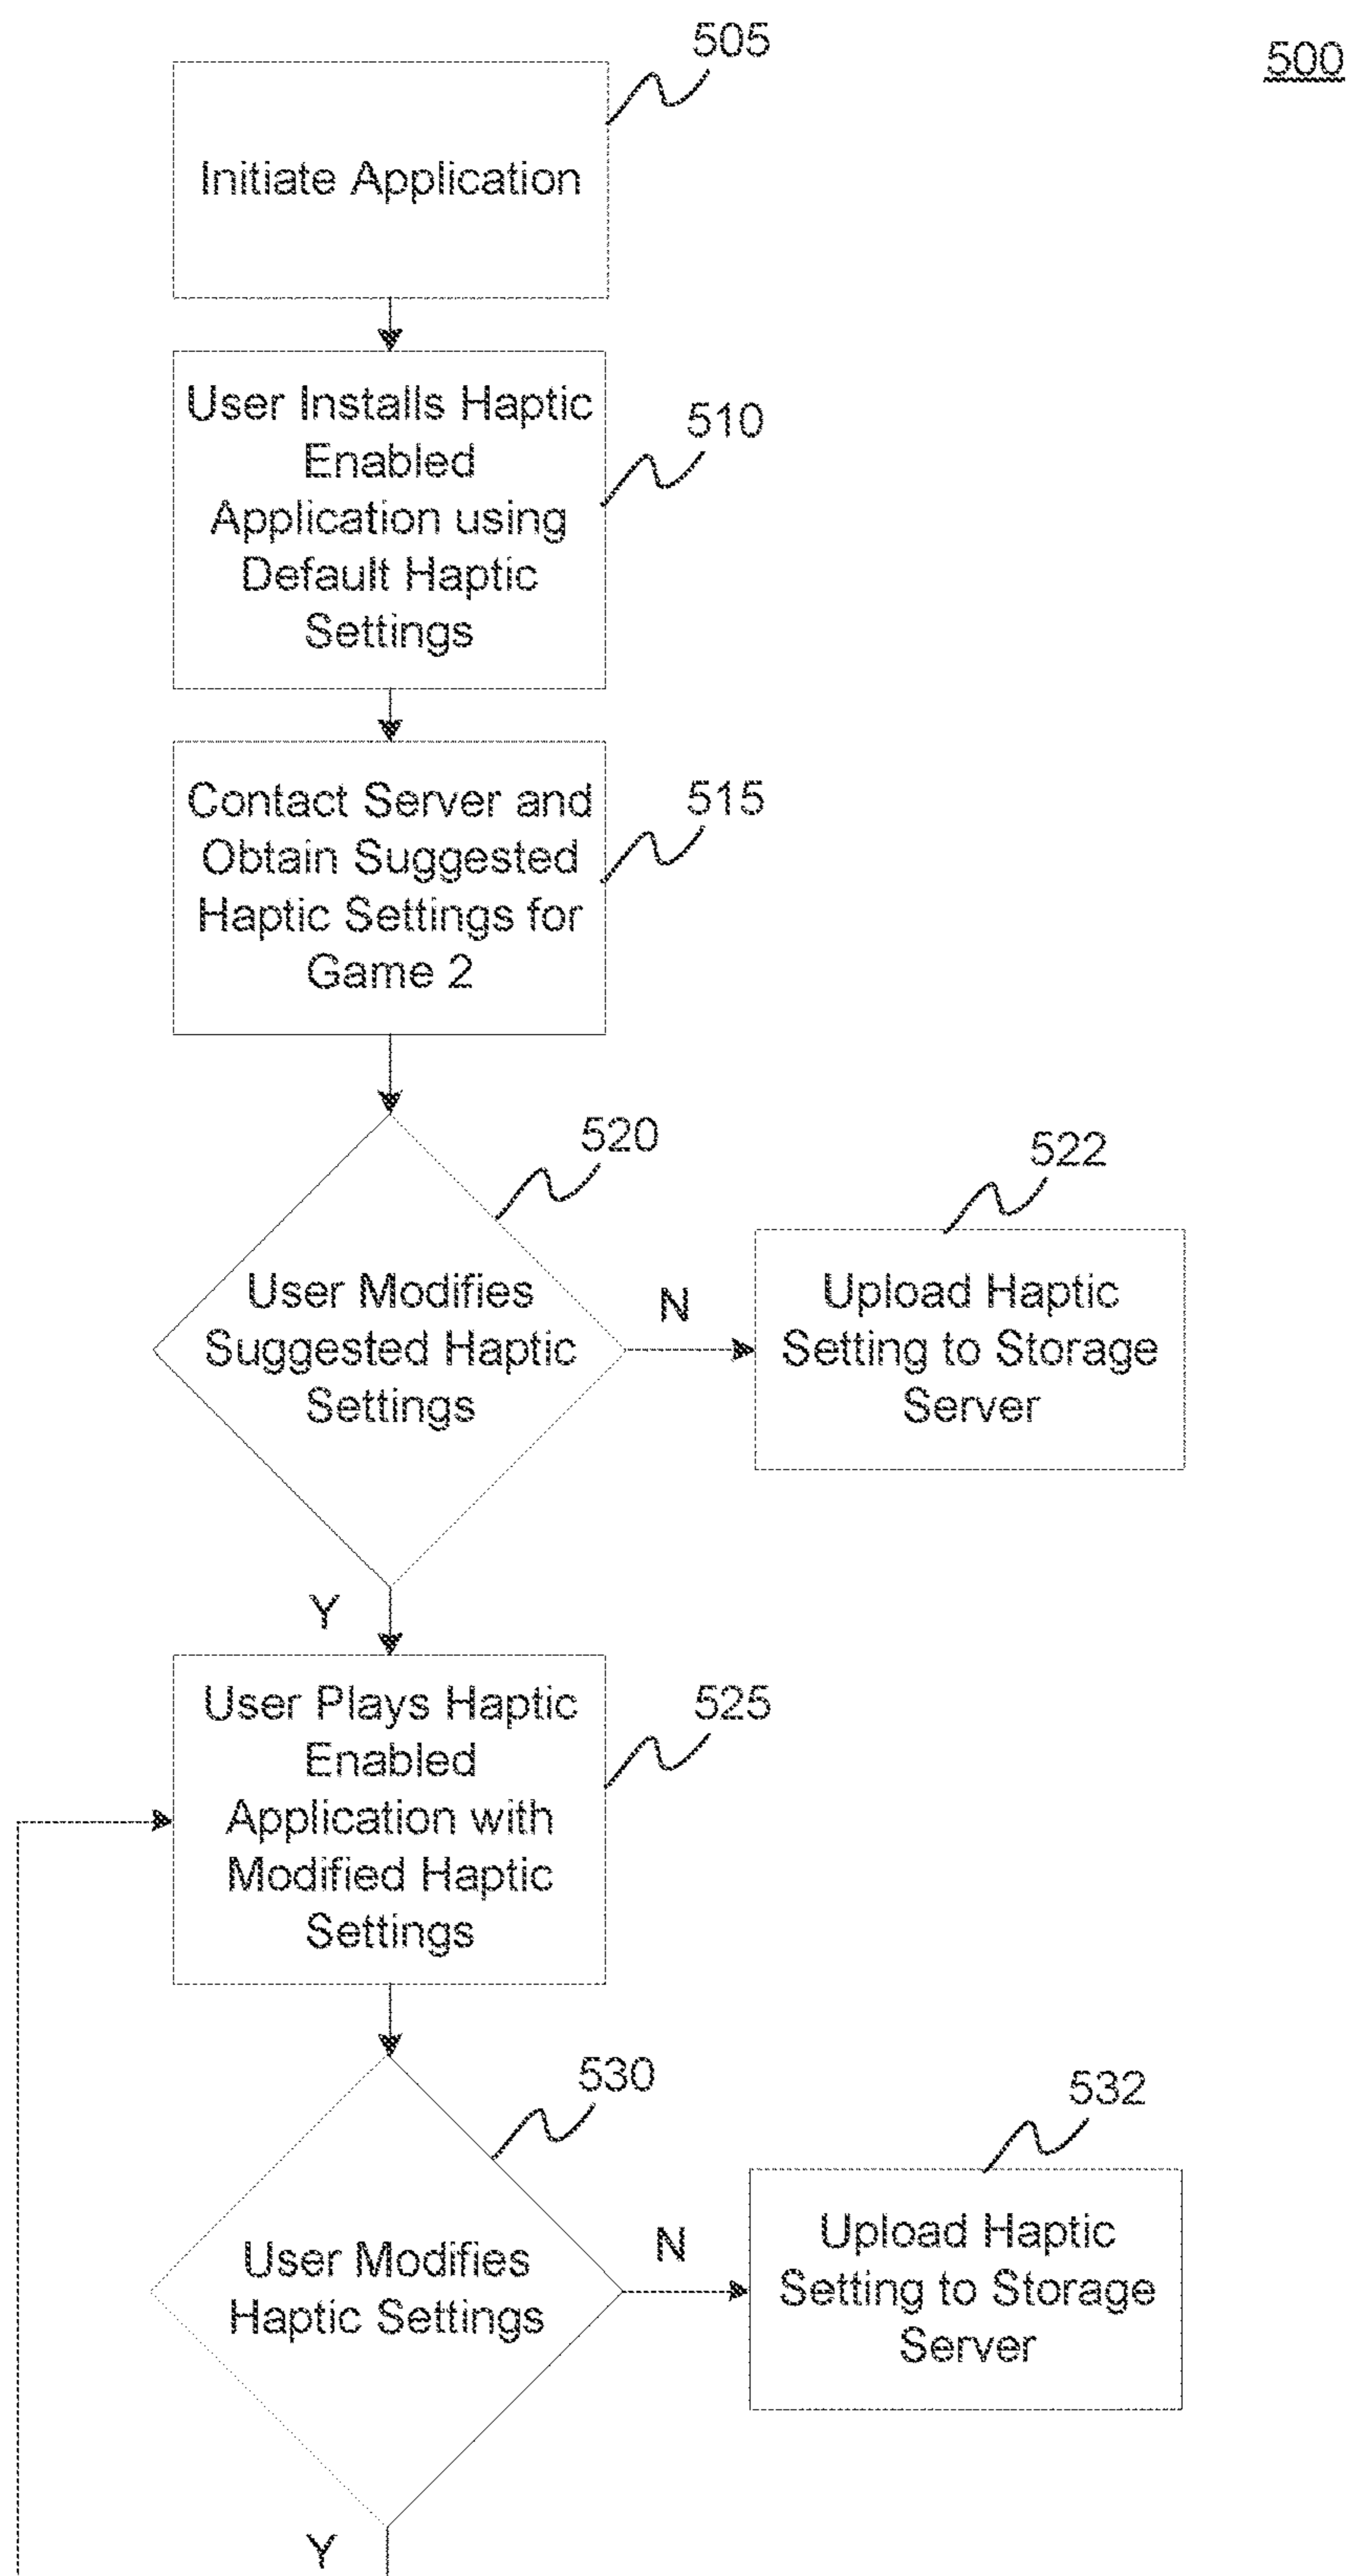 500
505
Initiate Application
User Installs Haptic
Enabled
Application using
Default Haptic
Settings
510
Contact Server and
Obtain Suggested
Haptic Settings for
Game 2
515
520
User Modifies
Suggested Haptic
Settings
N
522
Upload Haptic
Setting to Storage
Server
Y
User Plays Haptic
Enabled
Application with
Modified Haptic
Settings
525
530
User Modifies
Haptic Settings
N
532
Upload Haptic
Setting to Storage
Server
Y